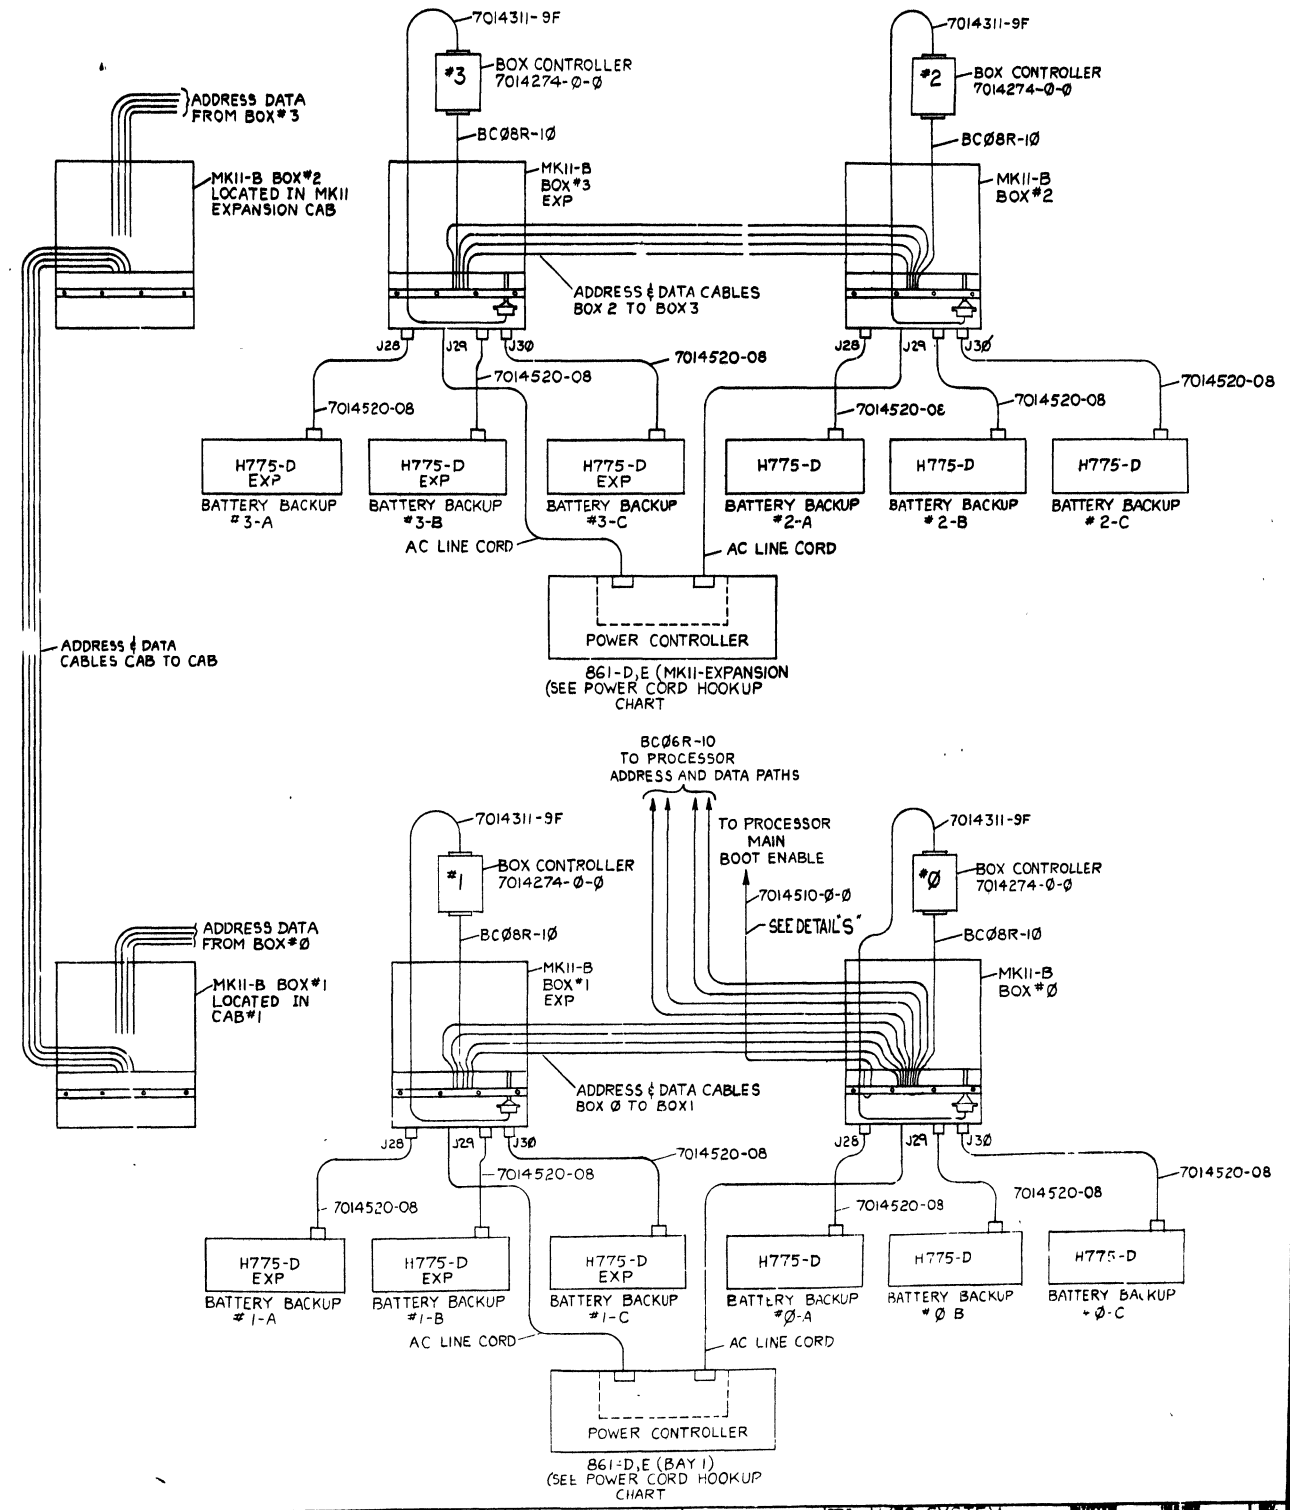 7014311-9F
#3
BOX CONTROLLER
7014274-Ø-Ø
BCØ8R-1Ø
7014311-9F
#2
BOX CONTROLLER
7014274-Ø-Ø
BCØ8R-1Ø
ADDRESS DATA
FROM BOX#3
MK11-B BOX#2
LOCATED IN MK11
EXPANSION CAB
MK11-B
BOX#3
EXP
MK11-B
BOX#2
ADDRESS & DATA CABLES
BOX 2 TO BOX 3
J28
J29
J3Ø
J28
J29
J3Ø
7014520-08
7014520-08
7014520-08
7014520-08
7014520-08
7014520-08
H775-D
EXP
BATTERY BACKUP
#3-A
H775-D
EXP
BATTERY BACKUP
#3-B
H775-D
EXP
BATTERY BACKUP
#3-C
H775-D
BATTERY BACKUP
#2-A
H775-D
BATTERY BACKUP
#2-B
H775-D
BATTERY BACKUP
#2-C
AC LINE CORD
AC LINE CORD
POWER CONTROLLER
861-D,E (MK11-EXPANSION
(SEE POWER CORD HOOKUP
CHART
ADDRESS & DATA
CABLES CAB TO CAB
BCØ6R-10
TO PROCESSOR
ADDRESS AND DATA PATHS
TO PROCESSOR
MAIN
BOOT ENABLE
7014510-Ø-Ø
SEE DETAIL "S"
7014311-9F
#1
BOX CONTROLLER
7014274-Ø-Ø
BCØ8R-1Ø
7014311-9F
#Ø
BOX CONTROLLER
7014274-Ø-Ø
BCØ8R-1Ø
ADDRESS DATA
FROM BOX#Ø
MK11-B BOX#1
LOCATED IN
CAB#1
MK11-B
BOX#1
EXP
MK11-B
BOX#Ø
ADDRESS & DATA CABLES
BOX Ø TO BOX 1
J28
J29
J3Ø
J28
J29
J3Ø
7014520-08
7014520-08
7014520-08
7014520-08
7014520-08
7014520-08
H775-D
EXP
BATTERY BACKUP
#1-A
H775-D
EXP
BATTERY BACKUP
#1-B
H775-D
EXP
BATTERY BACKUP
#1-C
H775-D
BATTERY BACKUP
#Ø-A
H775-D
BATTERY BACKUP
#Ø B
H775-D
BATTERY BACKUP
Ø-C
AC LINE CORD
AC LINE CORD
POWER CONTROLLER
861-D,E (BAY 1)
(SEE POWER CORD HOOKUP
CHART